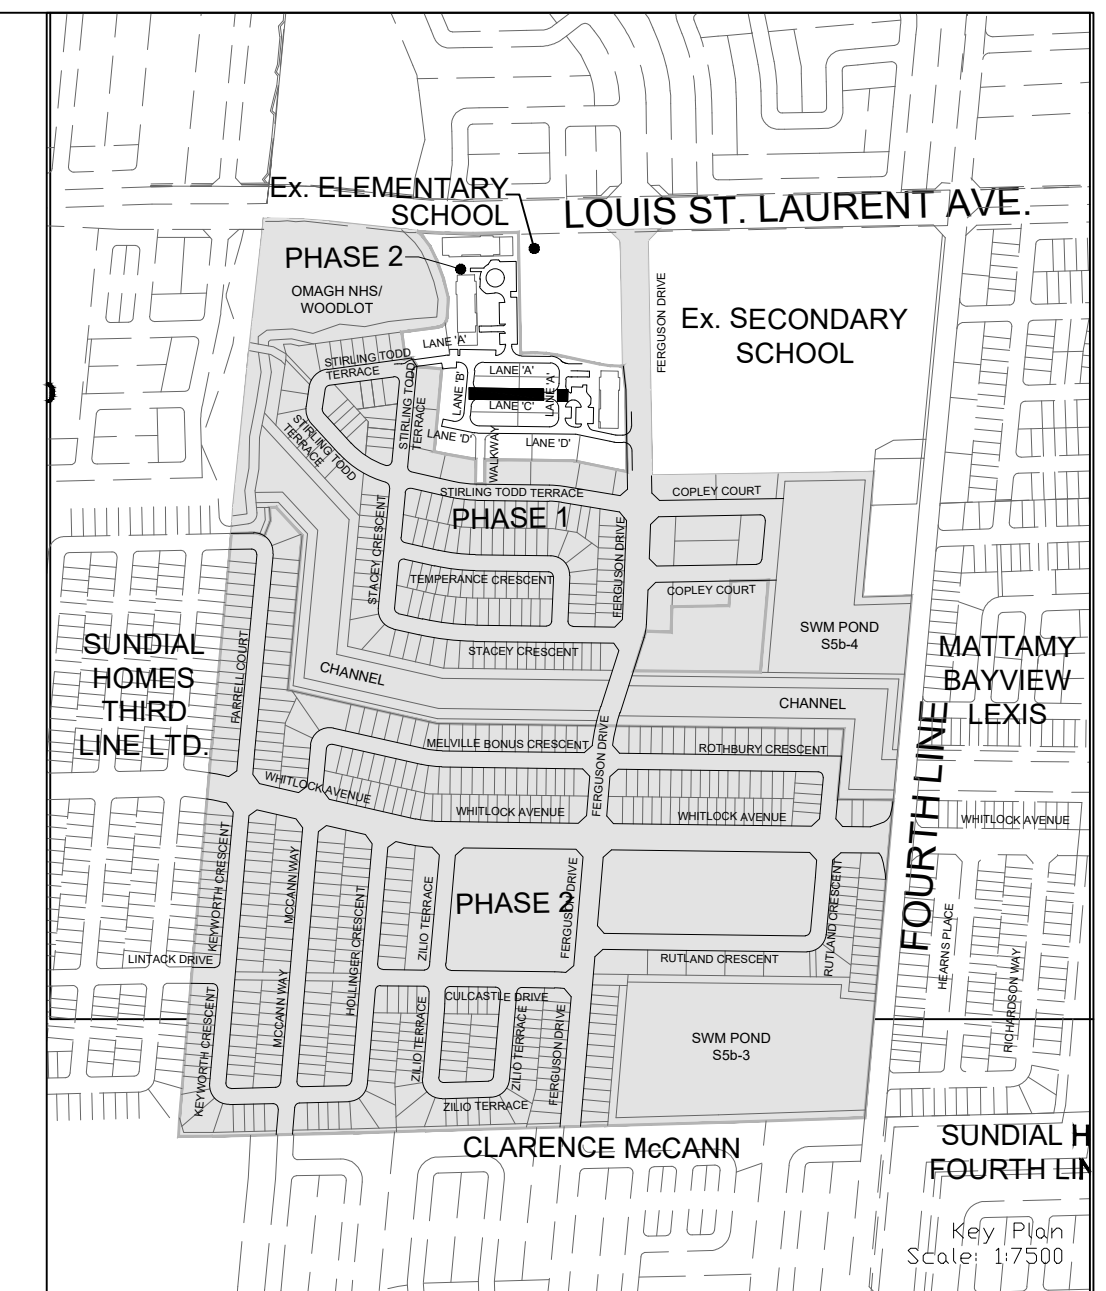 Ex. ELEMENTARY
SCHOOL
LOUIS ST. LAURENT AVE.
PHASE 2
OMAGH NHS/
WOODLOT
FERGUSON DRIVE
Ex. SECONDARY
SCHOOL
LANE 'A'
STIRLING TODD
TERRACE
LANE 'A'
LANE 'B'
LANE 'A'
LANE 'C'
STIRLING TODD
TERRACE
STIRLING TODD
TERRACE
LANE 'D'
WALKWAY
LANE 'D'
STIRLING TODD TERRACE
COPLEY COURT
PHASE 1
STACEY CRESCENT
FERGUSON DRIVE
TEMPERANCE CRESCENT
COPLEY COURT
SWM POND
S5b-4
STACEY CRESCENT
SUNDIAL
HOMES
THIRD
LINE LTD.
FARRELL COURT
CHANNEL
CHANNEL
MATTAMY
BAYVIEW
LEXIS
FOURTH LINE
MELVILLE BONUS CRESCENT
FERGUSON DRIVE
ROTHBURY CRESCENT
WHITLOCK AVENUE
WHITLOCK AVENUE
WHITLOCK AVENUE
WHITLOCK AVENUE
KEYWORTH CRESCENT
MCCANN WAY
HOLLINGER CRESCENT
ZILIO TERRACE
PHASE 2
FERGUSON DRIVE
RUTLAND CRESCENT
HEARNS PLACE
RICHARDSON WAY
LINTACK DRIVE
RUTLAND CRESCENT
KEYWORTH CRESCENT
MCCANN WAY
ZILIO TERRACE
CULCASTLE DRIVE
ZILIO TERRACE
FERGUSON DRIVE
SWM POND
S5b-3
ZILIO TERRACE
CLARENCE McCANN
SUNDIAL H
FOURTH LIN
Key Plan
Scale: 1:7500